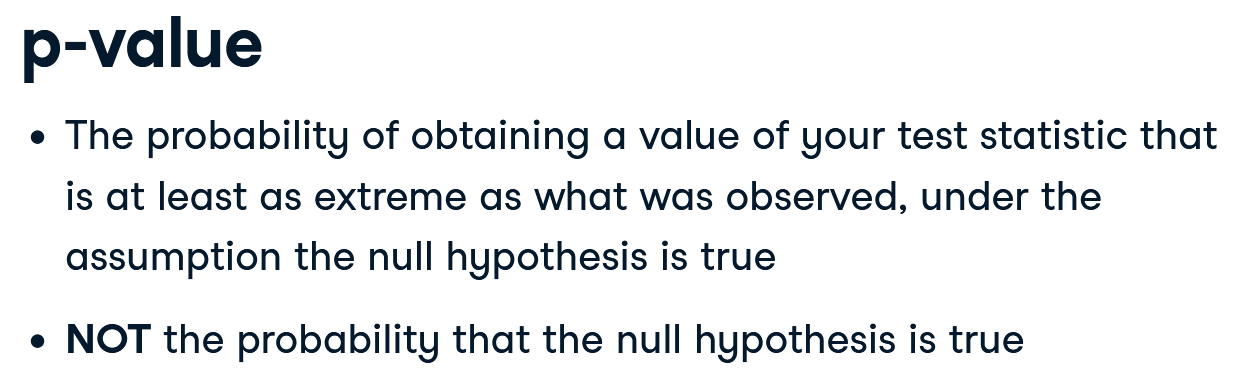 p-value
• The probability of obtaining a value of your test statistic that
is at least as extreme as what was observed, under the
assumption the null hypothesis is true
• NOT the probability that the null hypothesis is true